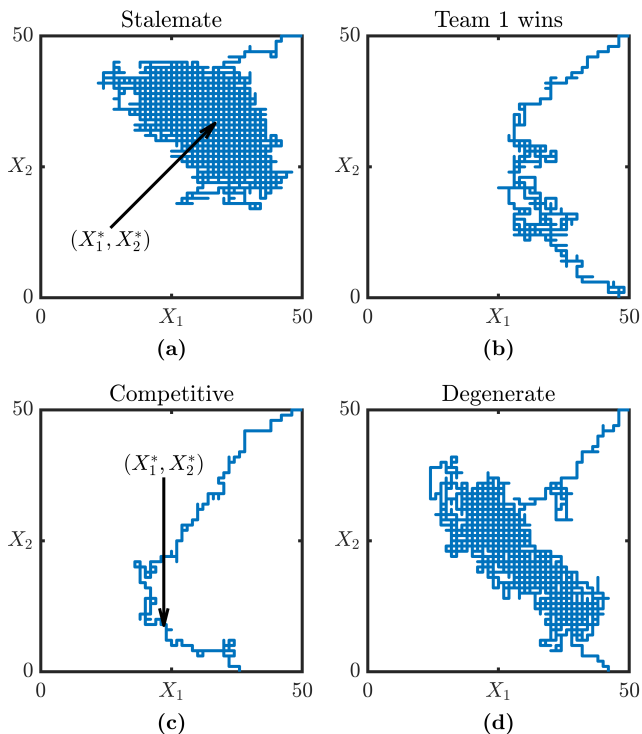 Stalemate
50
X₂
(X₁*, X₂*)
0
0 X₁ 50
(a)
Team 1 wins
50
X₂
0
0 X₁ 50
(b)
Competitive
50
(X₁*, X₂*)
X₂
0
0 X₁ 50
(c)
Degenerate
50
X₂
0
0 X₁ 50
(d)